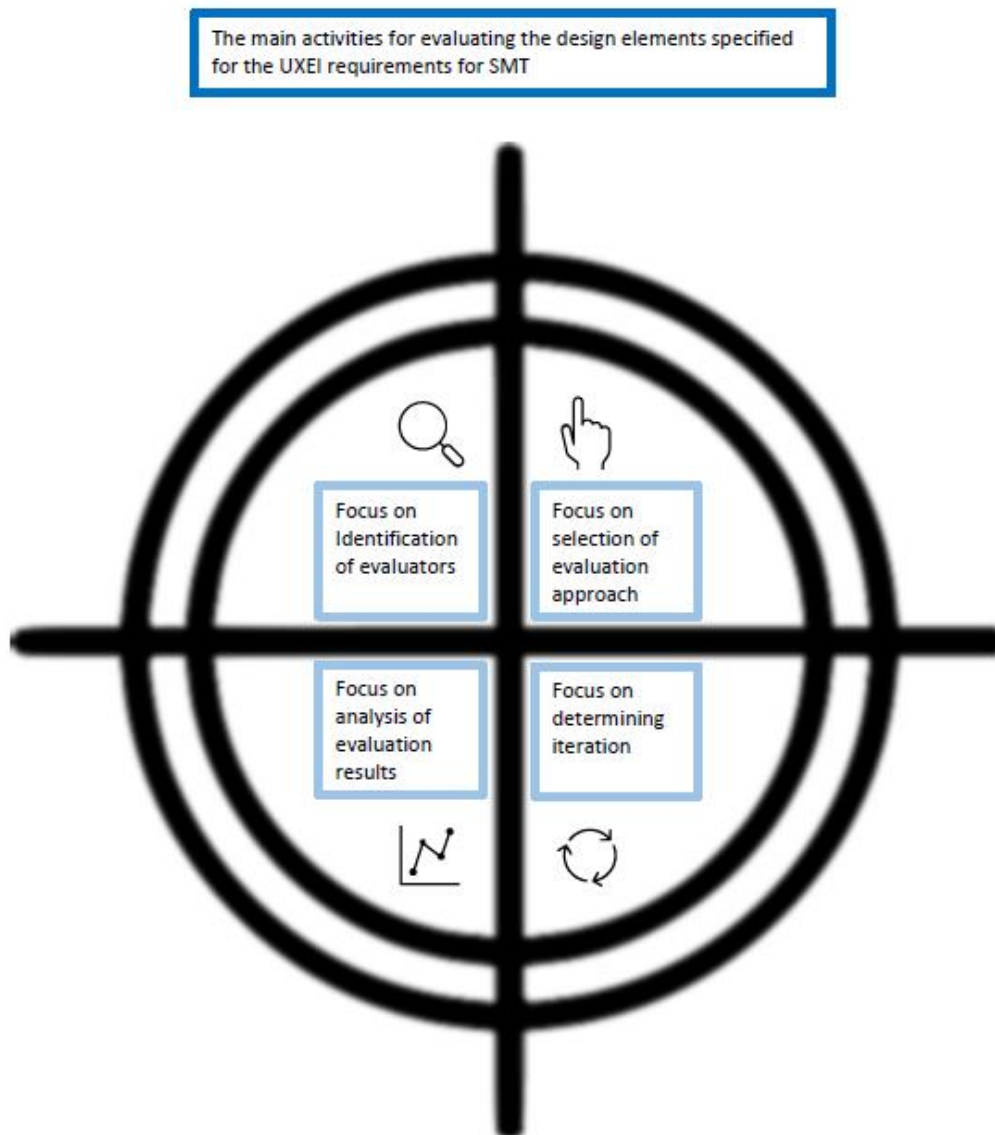 The main activities for evaluating the design elements specified
for the UXEI requirements for SMT
Focus on
Identification
of evaluators
Focus on
selection of
evaluation
approach
Focus on
analysis of
evaluation
results
Focus on
determining
iteration